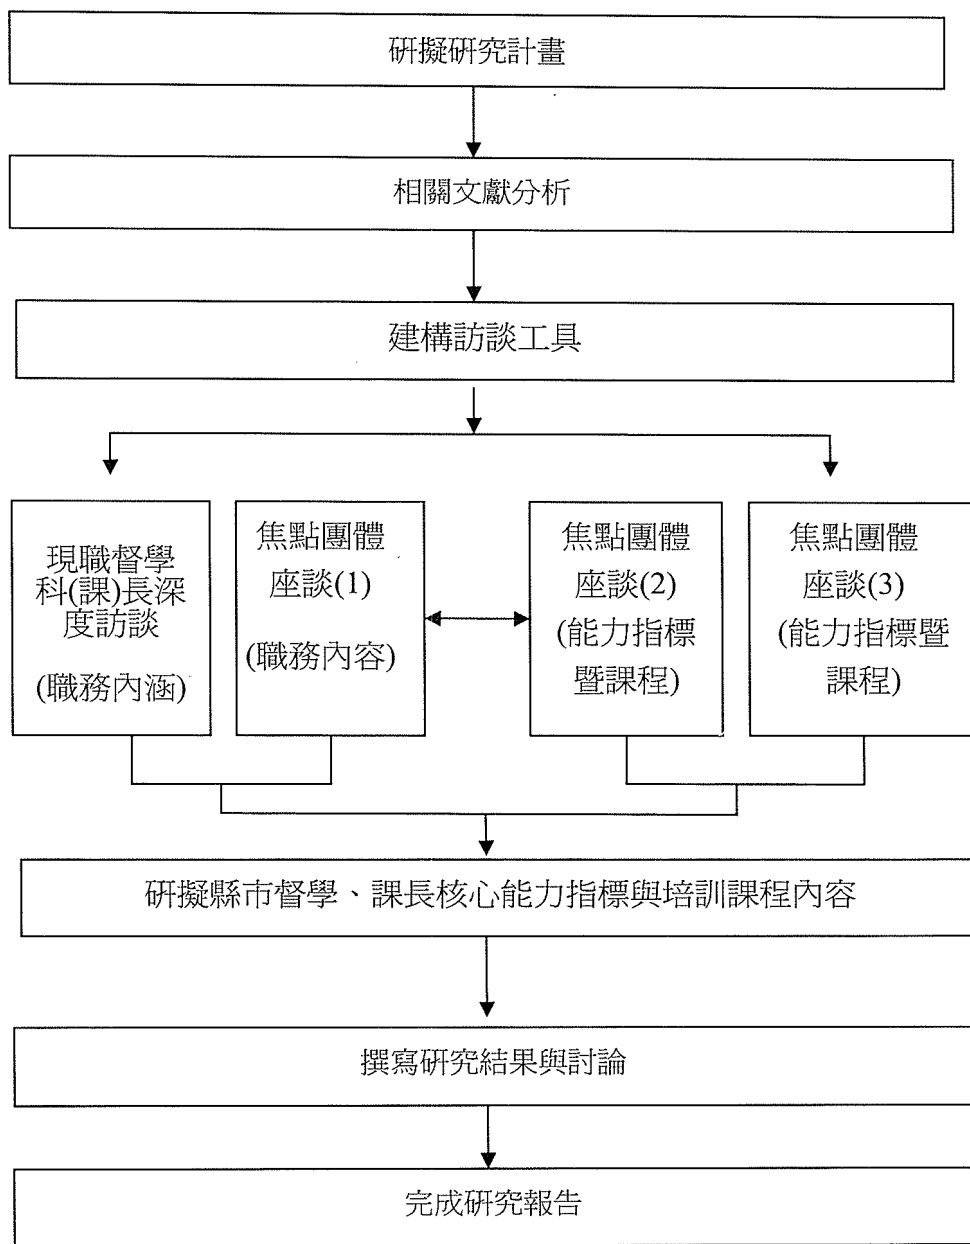 研擬研究計畫
相關文獻分析
建構訪談工具
現職督學
科(課)長深
度訪談
(職務內涵)
焦點團體
座談(1)
(職務內容)
焦點團體
座談(2)
(能力指標
暨課程)
焦點團體
座談(3)
(能力指標暨
課程)
研擬縣市督學、課長核心能力指標與培訓課程內容
撰寫研究結果與討論
完成研究報告